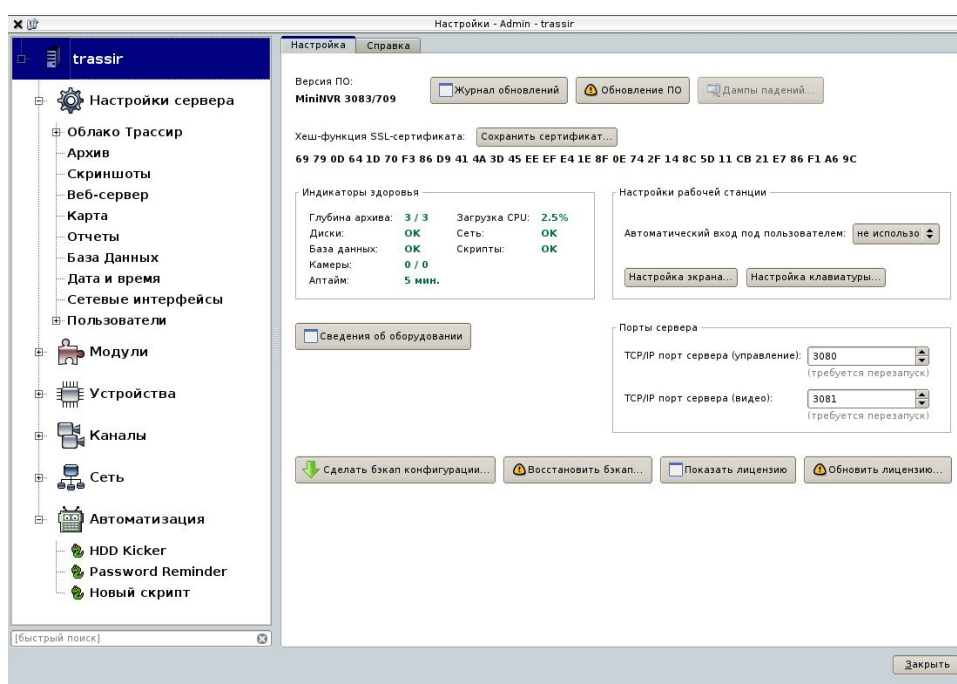 Настройки - Admin - trassir
trassir
Настройки сервера
Облако Трассир
Архив
Скриншоты
Веб-сервер
Карта
Отчеты
База Данных
Дата и время
Сетевые интерфейсы
Пользователи
Модули
Устройства
Каналы
Сеть
Автоматизация
HDD Kicker
Password Reminder
Новый скрипт
[быстрый поиск]
Настройка Справка
Версия ПО:
MiniNVR 3083/709
Журнал обновлений
Обновление ПО
Дампы падений...
Хеш-функция SSL-сертификата: Сохранить сертификат...
69 79 0D 64 1D 70 F3 86 D9 41 4A 3D 45 EE EF E4 1E 8F 0E 74 2F 14 8C 5D 11 CB 21 E7 86 F1 A6 9C
Индикаторы здоровья
Глубина архива: 3 / 3 Загрузка CPU: 2.5%
Диски: OK Сеть: OK
База данных: OK Скрипты: OK
Камеры: 0 / 0
Аптайм: 5 мин.
Настройки рабочей станции
Автоматический вход под пользователем: не использо
Настройка экрана... Настройка клавиатуры...
Сведения об оборудовании
Порты сервера
TCP/IP порт сервера (управление): 3080
(требуется перезапуск)
TCP/IP порт сервера (видео): 3081
(требуется перезапуск)
Сделать бэкап конфигурации... Восстановить бэкап... Показать лицензию Обновить лицензию...
Закрыть